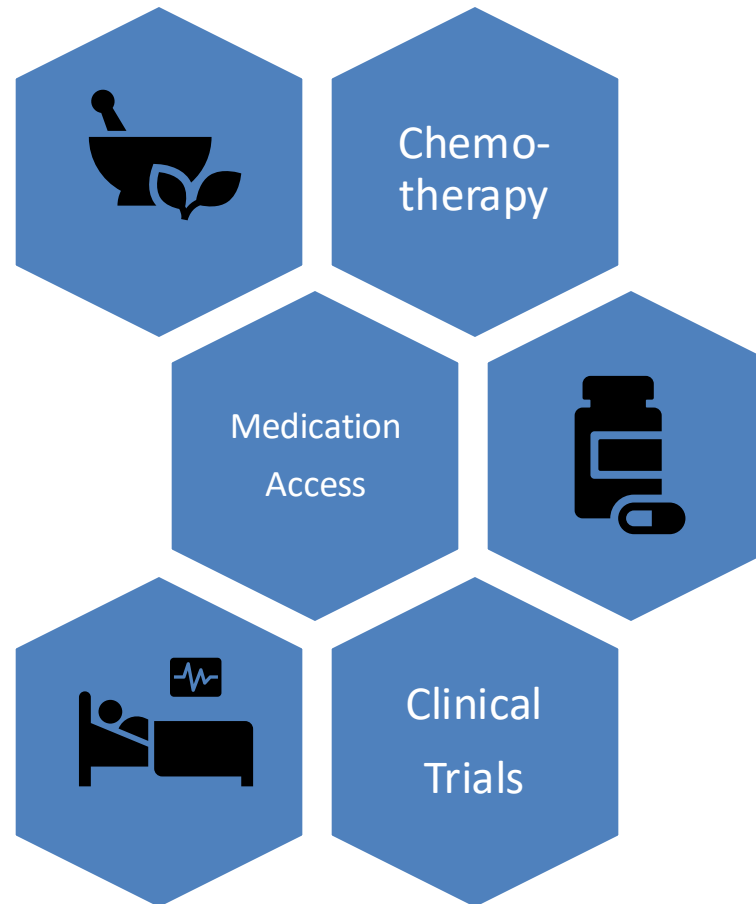 Chemo-
therapy
Medication
Access
Clinical
Trials